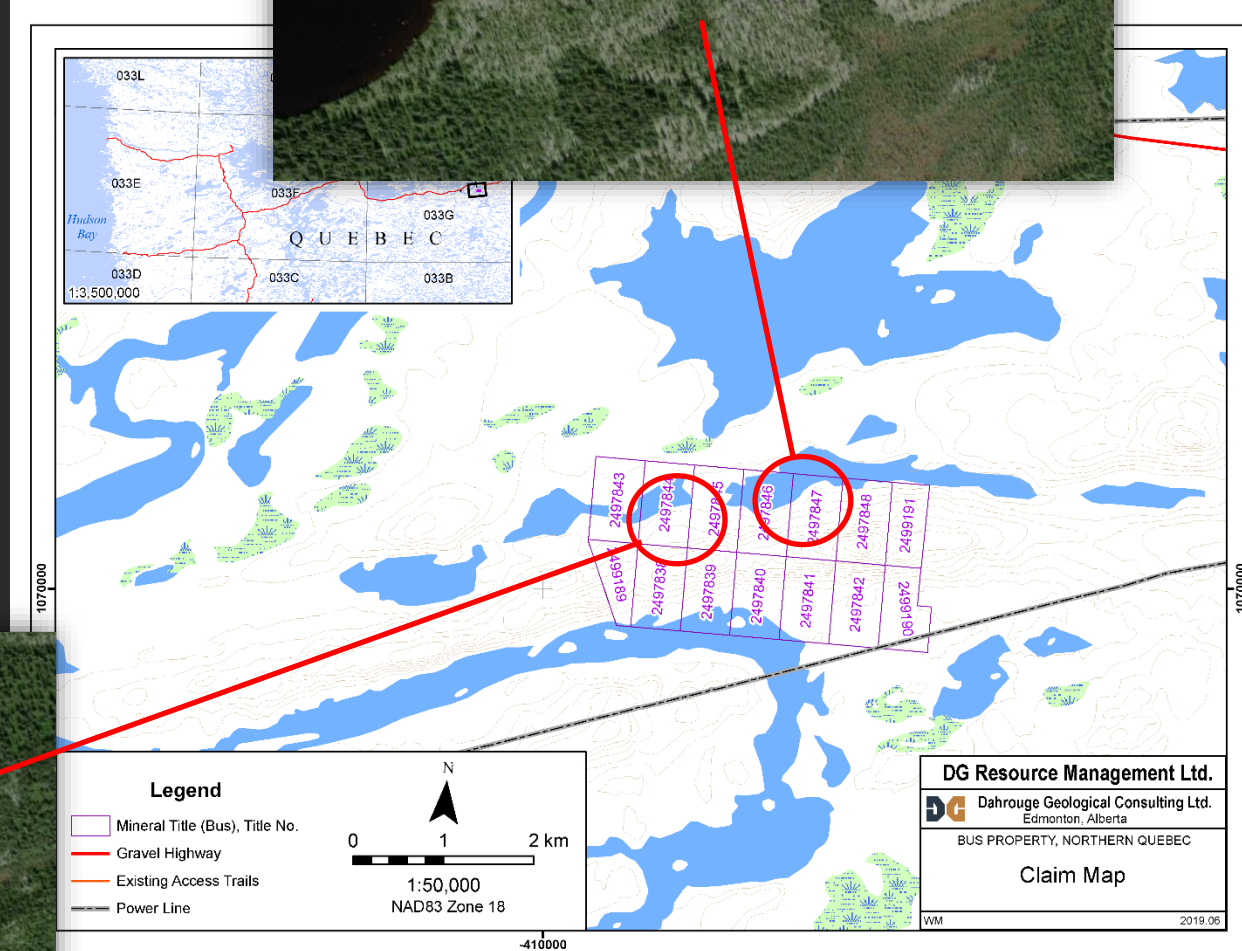 033L
033E
033F
033G
Hudson
Bay
QUEBEC
033D
033C
033B
1:3,500,000
2497843
2497844
2497846
2497847
2497848
2499191
2499189
2497838
2497839
2497840
2497841
2497842
2499190
1070000
1070000
Legend
Mineral Title (Bus), Title No.
Gravel Highway
Existing Access Trails
Power Line
N
0 1 2 km
1:50,000
NAD83 Zone 18
-410000
DG Resource Management Ltd.
DG
Dahrouge Geological Consulting Ltd.
Edmonton, Alberta
BUS PROPERTY, NORTHERN QUEBEC
Claim Map
WM 2019.06